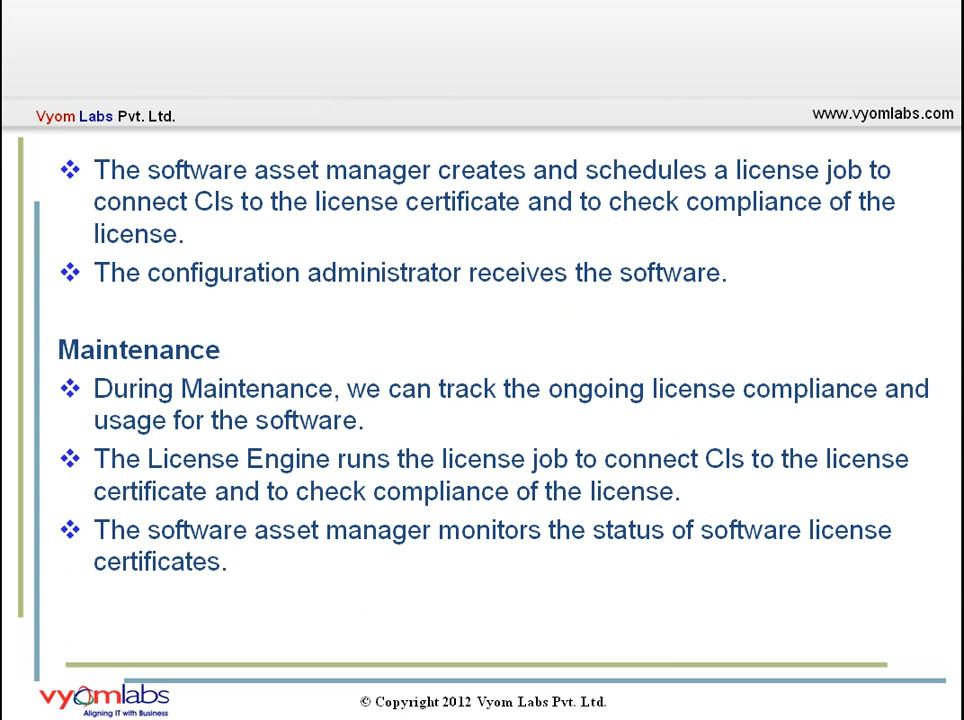 Vyom Labs Pvt. Ltd.
www.vyomlabs.com
The software asset manager creates and schedules a license job to
connect CIs to the license certificate and to check compliance of the
license.
The configuration administrator receives the software.
Maintenance
During Maintenance, we can track the ongoing license compliance and
usage for the software.
The License Engine runs the license job to connect CIs to the license
certificate and to check compliance of the license.
The software asset manager monitors the status of software license
certificates.
vyomlabs
Aligning IT with Business
© Copyright 2012 Vyom Labs Pvt. Ltd.